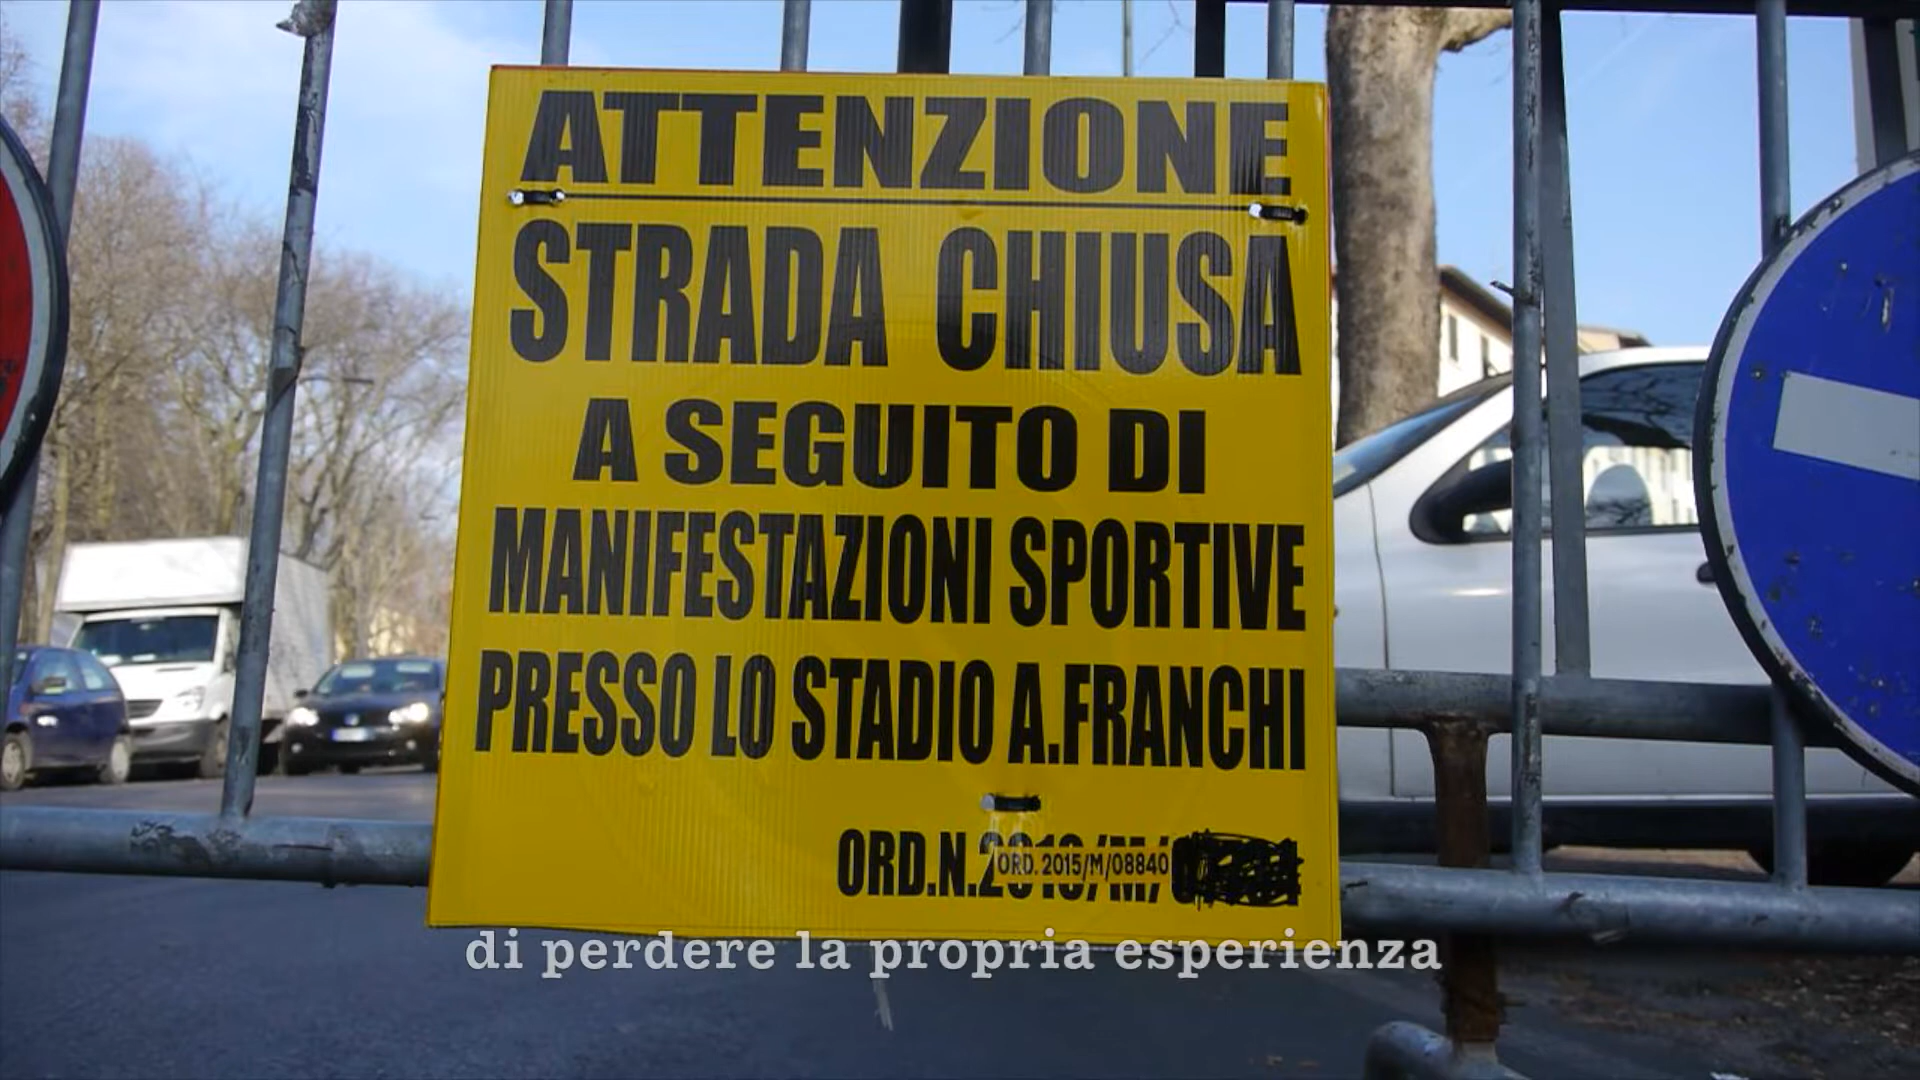 ATTENZIONE
STRADA CHIUSA
A SEGUITO DI
MANIFESTAZIONI SPORTIVE
PRESSO LO STADIO A.FRANCHI
ORD.N.
ORD. 2015/M/08840
di perdere la propria esperienza